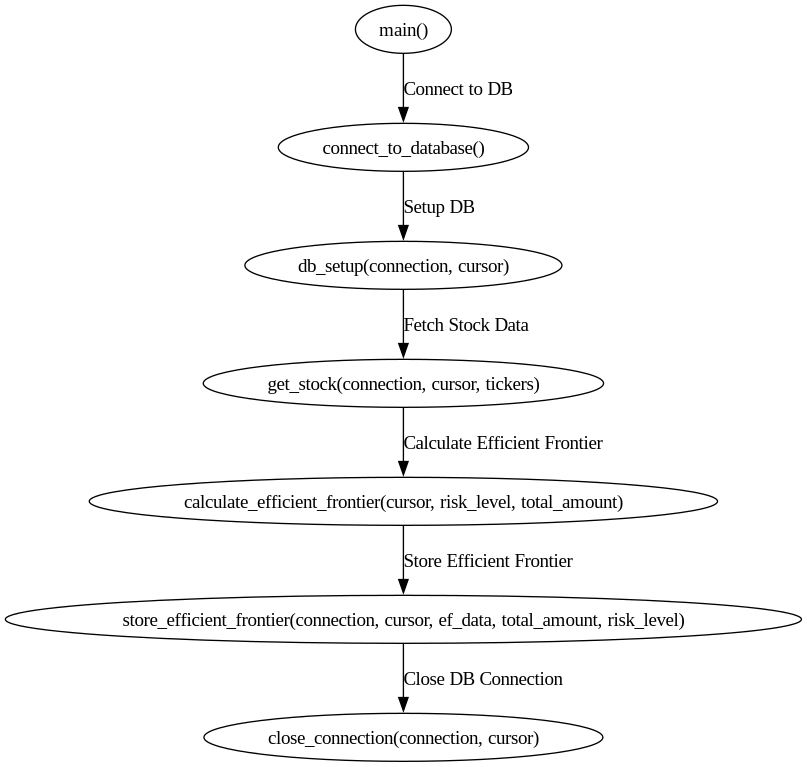 main()
Connect to DB
connect_to_database()
Setup DB
db_setup(connection, cursor)
Fetch Stock Data
get_stock(connection, cursor, tickers)
Calculate Efficient Frontier
calculate_efficient_frontier(cursor, risk_level, total_amount)
Store Efficient Frontier
store_efficient_frontier(connection, cursor, ef_data, total_amount, risk_level)
Close DB Connection
close_connection(connection, cursor)